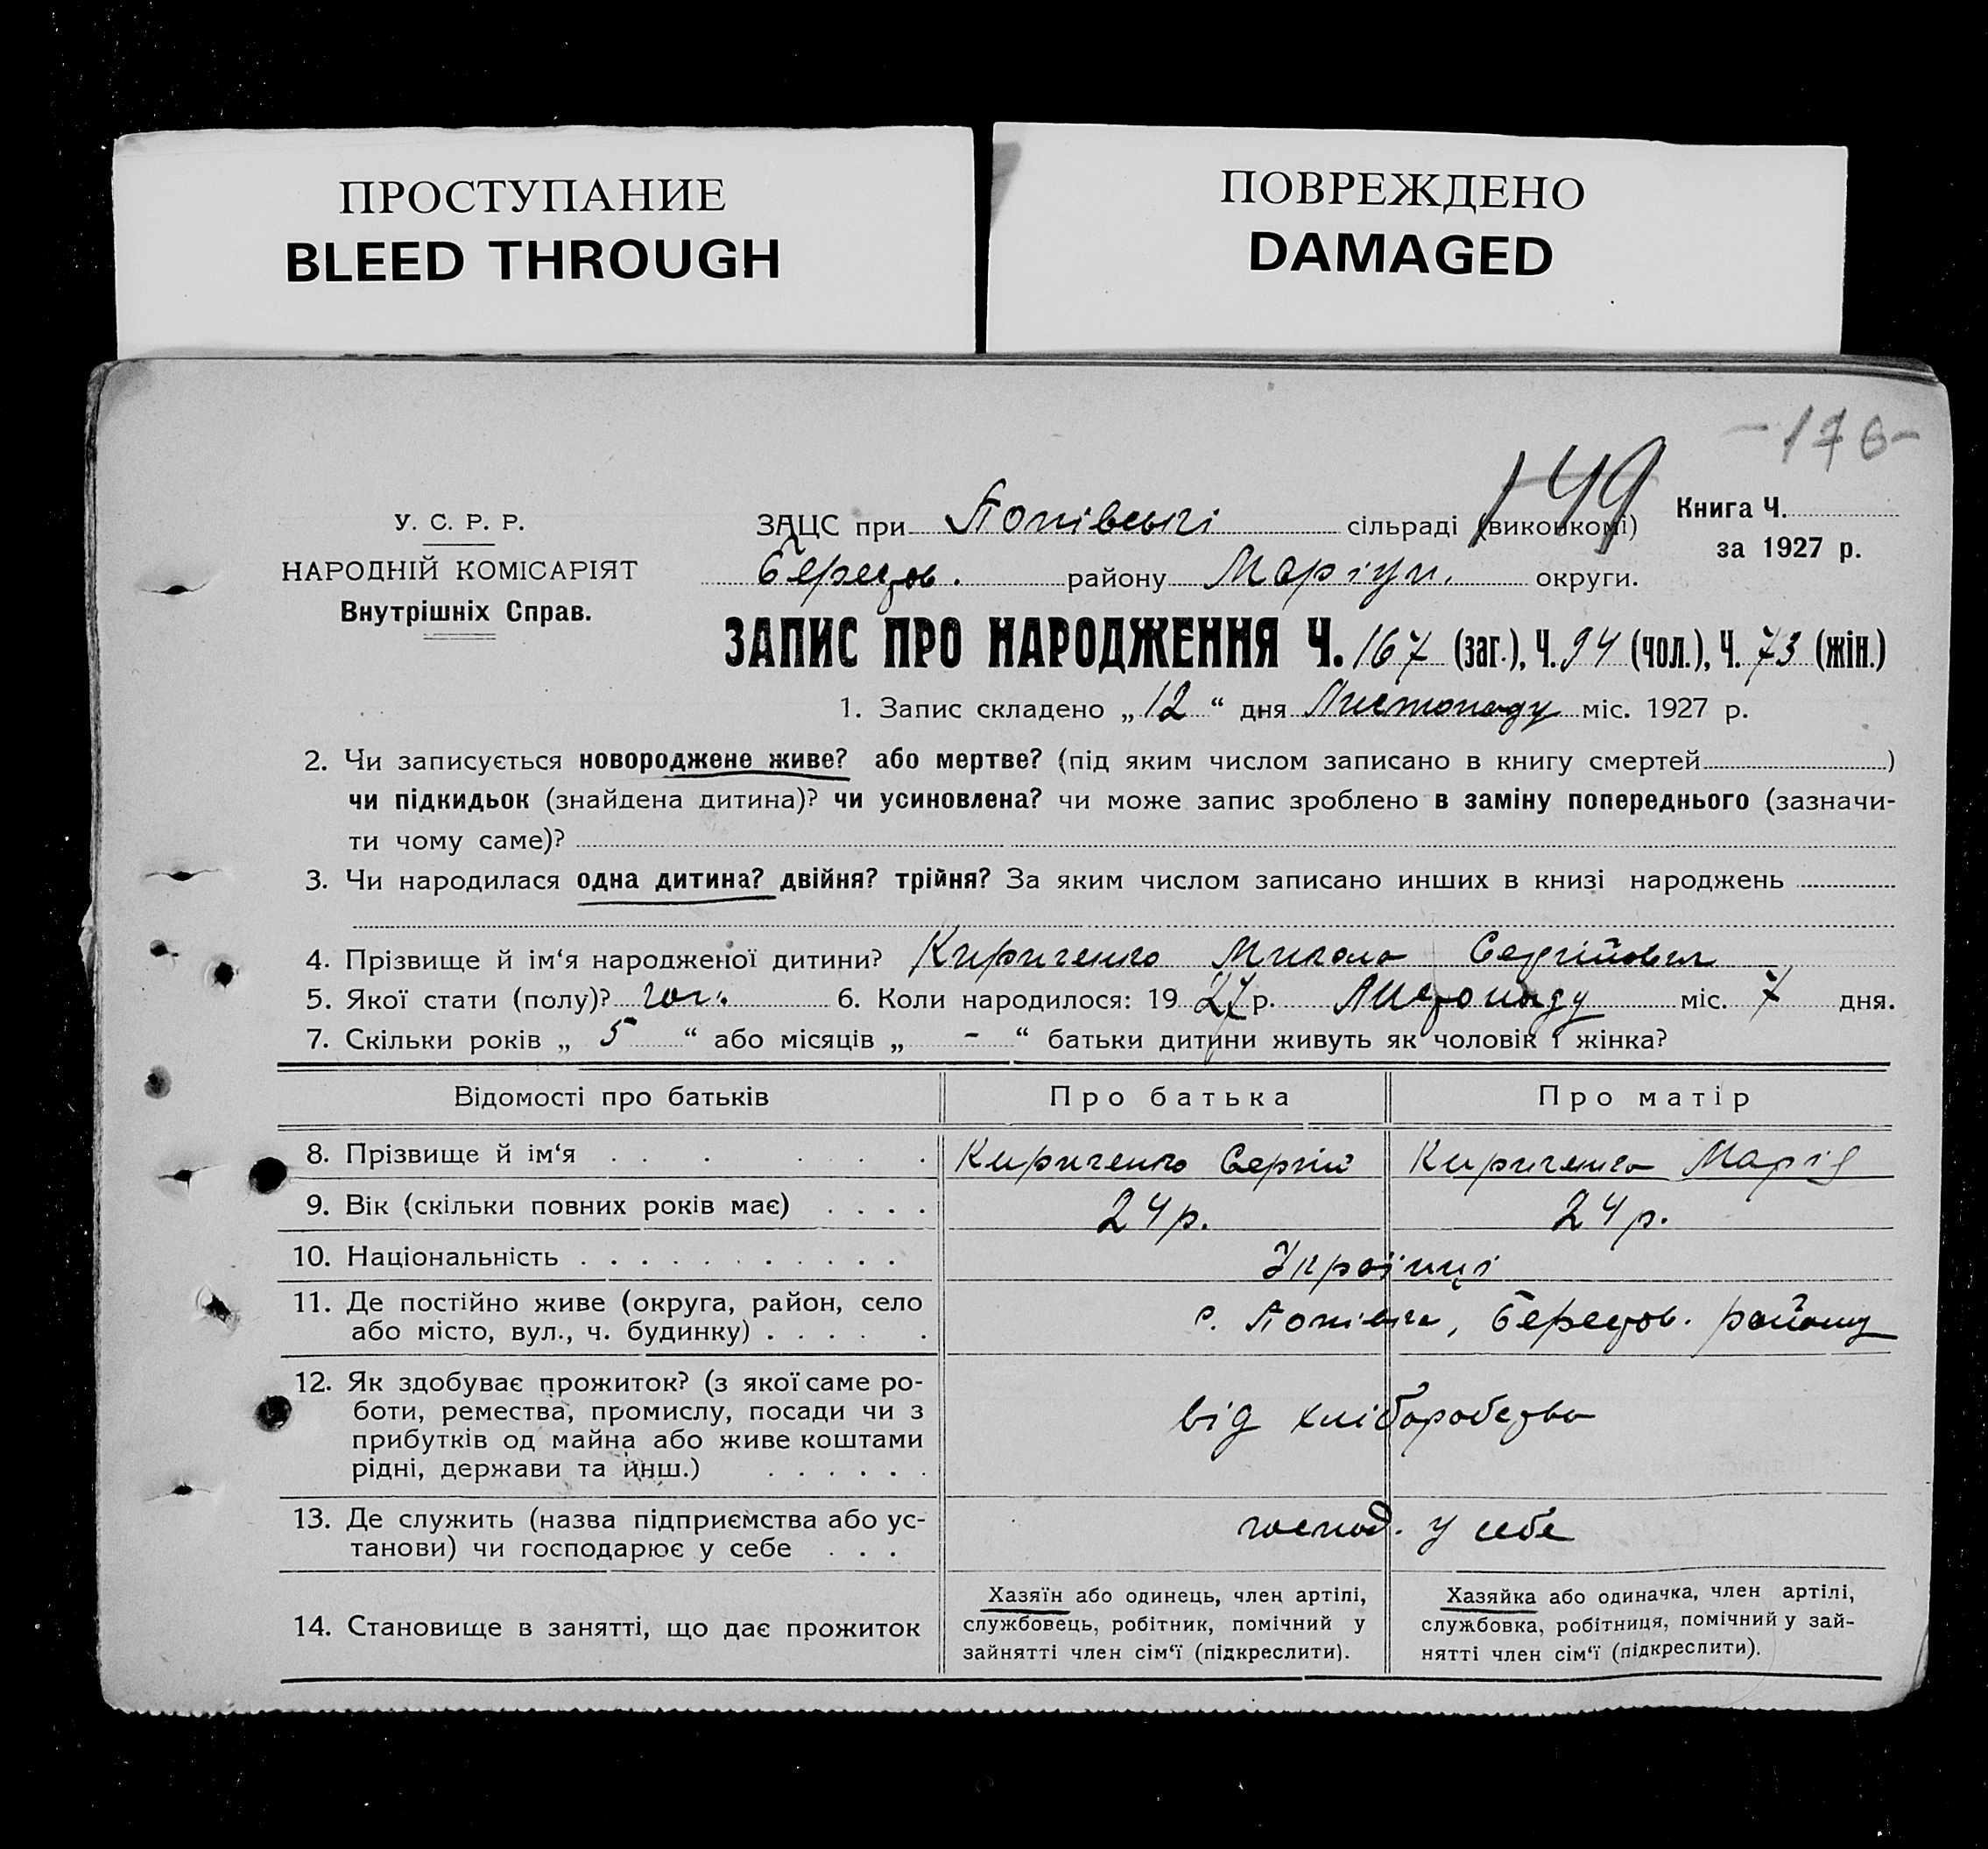 ПРОСТУПАНИЕ
BLEED THROUGH
ПОВРЕЖДЕНО
DAMAGED
-176-
149
У. С. Р. Р.
НАРОДНІЙ КОМІСАРІЯТ
Внутрішніх Справ.
ЗАЦС при Попівські сільраді (виконкомі)
Берестов. району Маріуп. округи.
Книга Ч.
за 1927 р.
ЗАПИС ПРО НАРОДЖЕННЯ Ч. 167 (заг.), Ч. 94 (чол.), Ч. 73 (жін.)
1. Запис складено „12“ дня Листопаду міс. 1927 р.
2. Чи записується новороджене живе? або мертве? (під яким числом записано в книгу смертей )
чи підкидьок (знайдена дитина)? чи усиновлена? чи може запис зроблено в заміну попереднього (зазначи-
ти чому саме)?
3. Чи народилася одна дитина? двійня? трійня? За яким числом записано инших в книзі народжень
4. Прізвище й ім‘я народженої дитини? Кириченко Микола Сергійович
5. Якої стати (полу)? чол. 6. Коли народилося: 1927 р. Листопаду міс. 7 дня.
7. Скільки років „ 5 “ або місяців „ - “ батьки дитини живуть як чоловік і жінка?
Відомості про батьків Про батька Про матір
8. Прізвище й ім‘я . . . . . . . Кириченко Сергій Кириченко Марія
9. Вік (скільки повних років має) . . . . 24 р. 24 р.
10. Національність . . . . . . . . . . . Українці
11. Де постійно живе (округа, район, село
або місто, вул., ч. будинку) . . . . . с. Попівка, Берестов. району
12. Як здобуває прожиток? (з якої саме ро-
боти, ремества, промислу, посади чи з
прибутків од майна або живе коштами
рідні, держави та инш.) . . . . . .
від хліборобства
13. Де служить (назва підприємства або ус-
танови) чи господарює у себе . . .
господ. у себе
14. Становище в занятті, що дає прожиток
Хазяїн або одинець, член артілі,
службовець, робітник, помічний у
зайнятті член сім‘ї (підкреслити).
Хазяйка або одиначка, член артілі,
службовка, робітниця, помічний у зай-
нятті член сім‘ї (підкреслити).